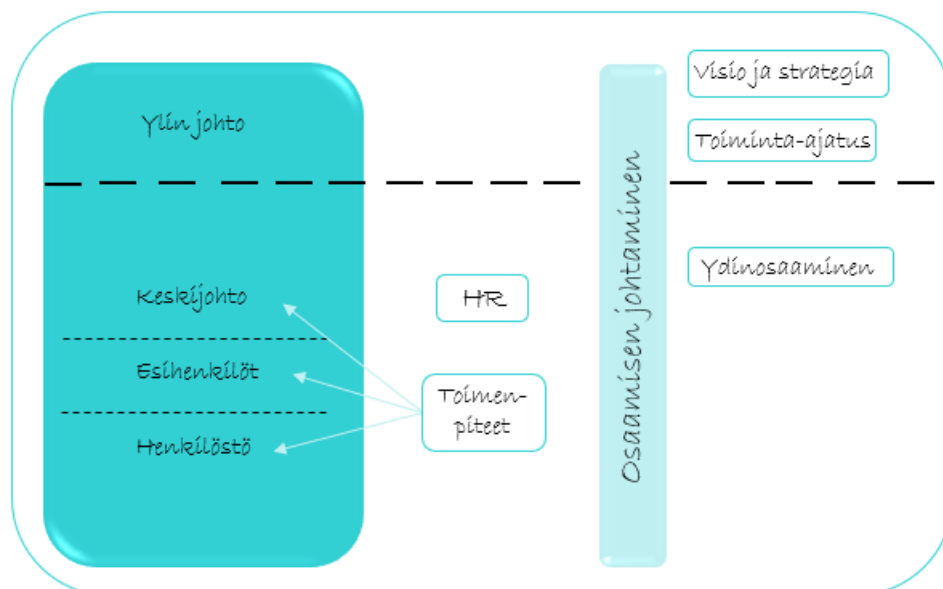 Ylin johto
Keskijohto
Esihenkilöt
Henkilöstö
HR
Toimen-
piteet
Osaamisen johtaminen
Visio ja strategia
Toiminta-ajatus
Ydinosaaminen